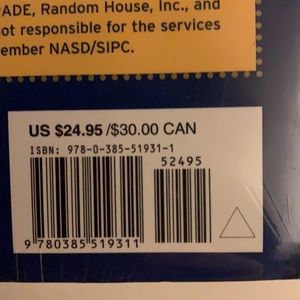 ADE, Random House, Inc., and
ot responsible for the services
ember NASD/SIPC.
US $24.95 /$30.00 CAN
ISBN: 978-0-385-51931-1
52495
9 780385 519311